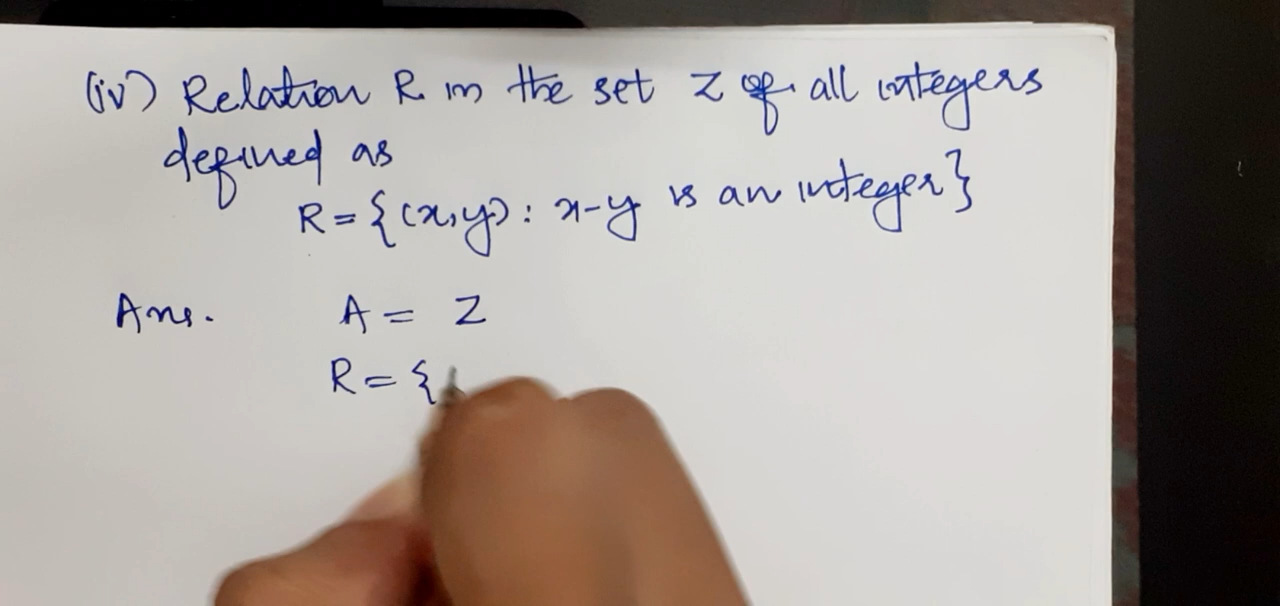 (iv) Relation R in the set Z of all integers
defined as
R = {(x,y) : x-y is an integer}
Ans. A = Z
R = {